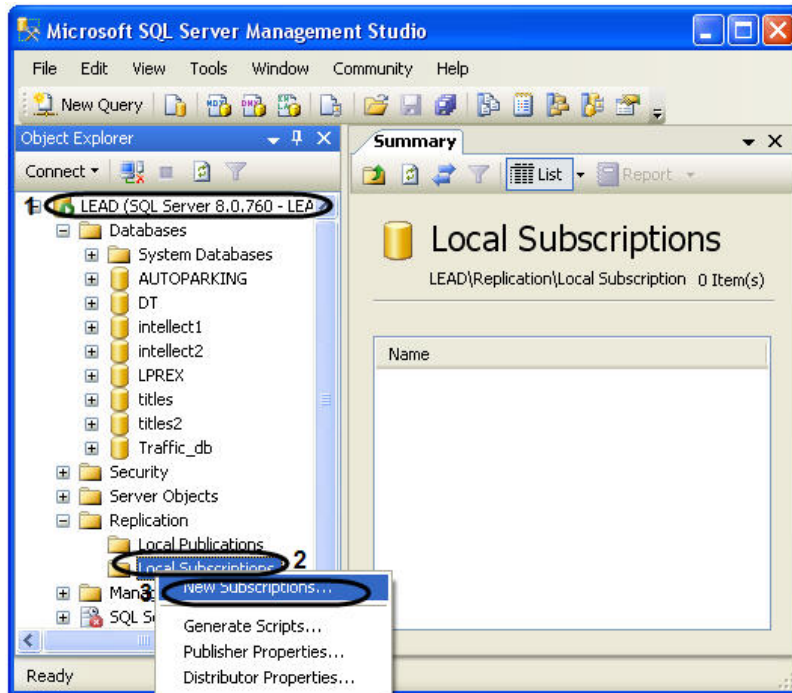 Microsoft SQL Server Management Studio
File Edit View Tools Window Community Help
New Query
Object Explorer
Summary
Connect
List
Report
1
LEAD (SQL Server 8.0.760 - LEA
Databases
System Databases
AUTOPARKING
DT
intellect1
intellect2
LPREX
titles
titles2
Traffic_db
Security
Server Objects
Replication
Local Publications
Local Subscriptions
2
Local Subscriptions
LEAD\Replication\Local Subscription 0 Item(s)
Name
3
New Subscriptions...
Generate Scripts...
Publisher Properties...
Distributor Properties...
SQL S
Ready